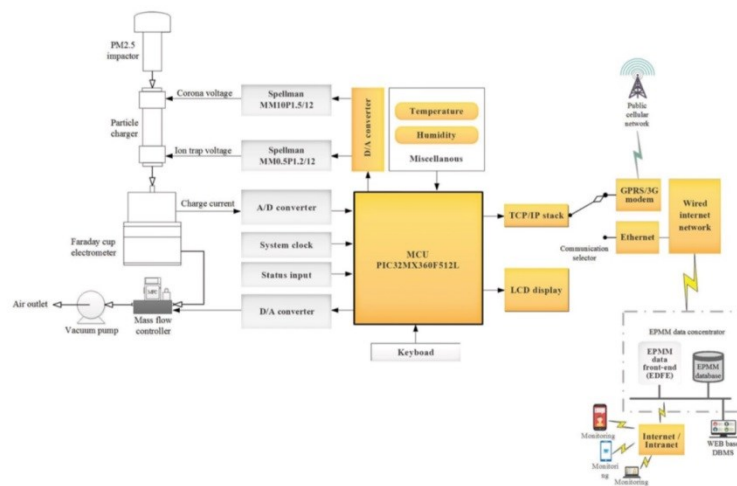 PM2.5
impactor
Corona voltage
Spellman
MM10P1.5/12
Particle
charger
Ion trap voltage
Spellman
MM0.5P1.2/12
D/A converter
Temperature
Humidity
Miscellanous
Public
cellular
network
Charge current
A/D converter
Faraday cup
electrometer
System clock
Status input
D/A converter
Air outlet
Vacuum pump
Mass flow
controller
MCU
PIC32MX360F512L
Keyboad
TCP/IP stack
LCD display
GPRS/3G
modem
Ethernet
Communication
selector
Wired
internet
network
EPMM data concentrator
EPMM
data
front-end
(EDFE)
EPMM
database
Monitoring
Monitori
ng
Monitoring
Internet /
Intranet
WEB base
DBMS